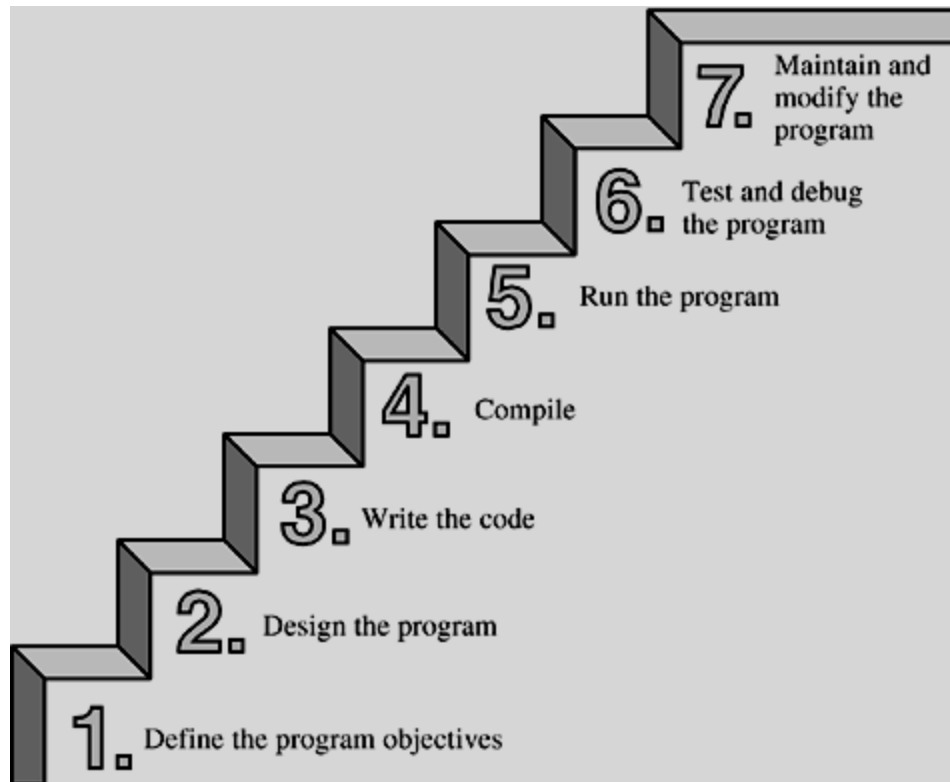 7. Maintain and
modify the
program
6. Test and debug
the program
5. Run the program
4. Compile
3. Write the code
2. Design the program
1. Define the program objectives